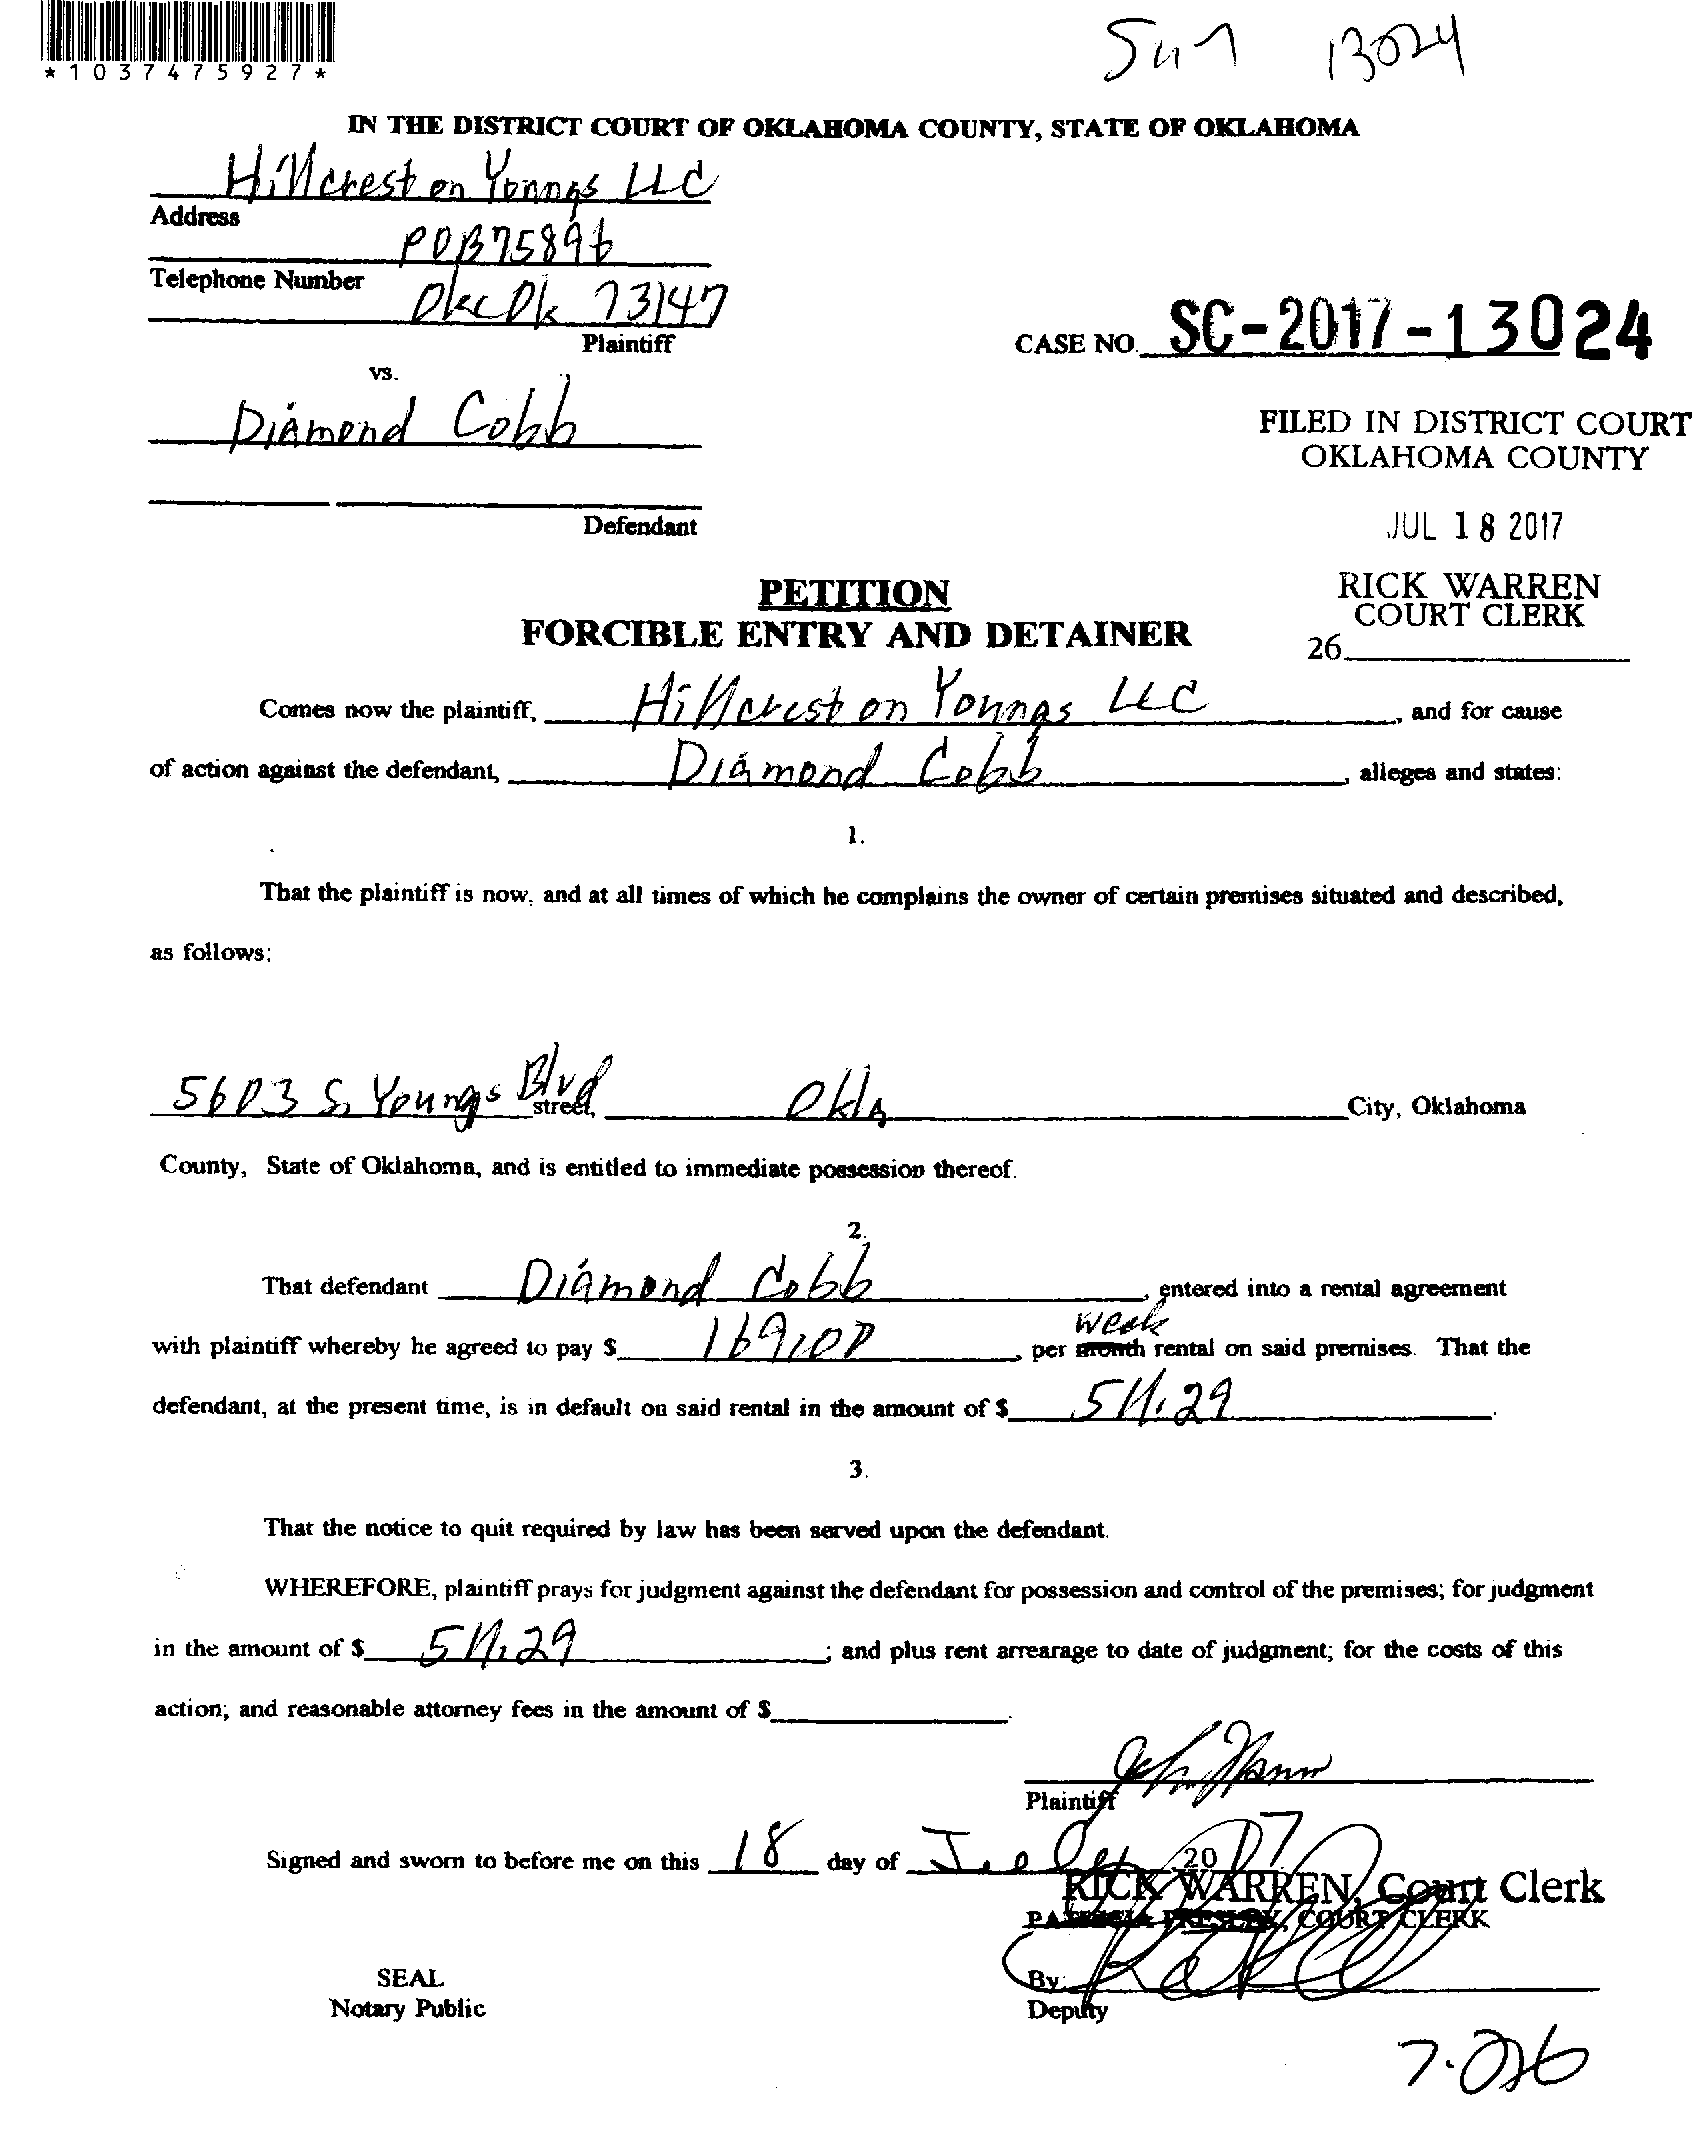 *1037475927*
13024
IN THE DISTRICT COURT OF OKLAHOMA COUNTY, STATE OF OKLAHOMA
Hillcrest on Youngs LLC
Address
POB 75896
Telephone Number
Okc Ok 73147
Plaintiff
CASE NO. SC-2017-13024
vs.
Diamond Cobb
FILED IN DISTRICT COURT
OKLAHOMA COUNTY
Defendant
JUL 18 2017
PETITION
RICK WARREN
COURT CLERK
FORCIBLE ENTRY AND DETAINER
26
Comes now the plaintiff, Hillcrest on Youngs LLC, and for cause
of action against the defendant, Diamond Cobb, alleges and states:
1.
That the plaintiff is now, and at all times of which he complains the owner of certain premises situated and described,
as follows:
5603 S. Youngs Blvd street, Okla City, Oklahoma
County, State of Oklahoma, and is entitled to immediate possession thereof.
2.
That defendant Diamond Cobb, entered into a rental agreement
week
with plaintiff whereby he agreed to pay $ 169.00, per month rental on said premises. That the
defendant, at the present time, is in default on said rental in the amount of $ 511.29.
3.
That the notice to quit required by law has been served upon the defendant.
WHEREFORE, plaintiff prays for judgment against the defendant for possession and control of the premises; for judgment
in the amount of $ 511.29; and plus rent arrearage to date of judgment; for the costs of this
action; and reasonable attorney fees in the amount of $
Plaintiff
Signed and sworn to before me on this 18 day of July 2017
RICK WARREN, Court Clerk
PATRICIA PRESLEY, COURT CLERK
SEAL
By:
Notary Public
Deputy